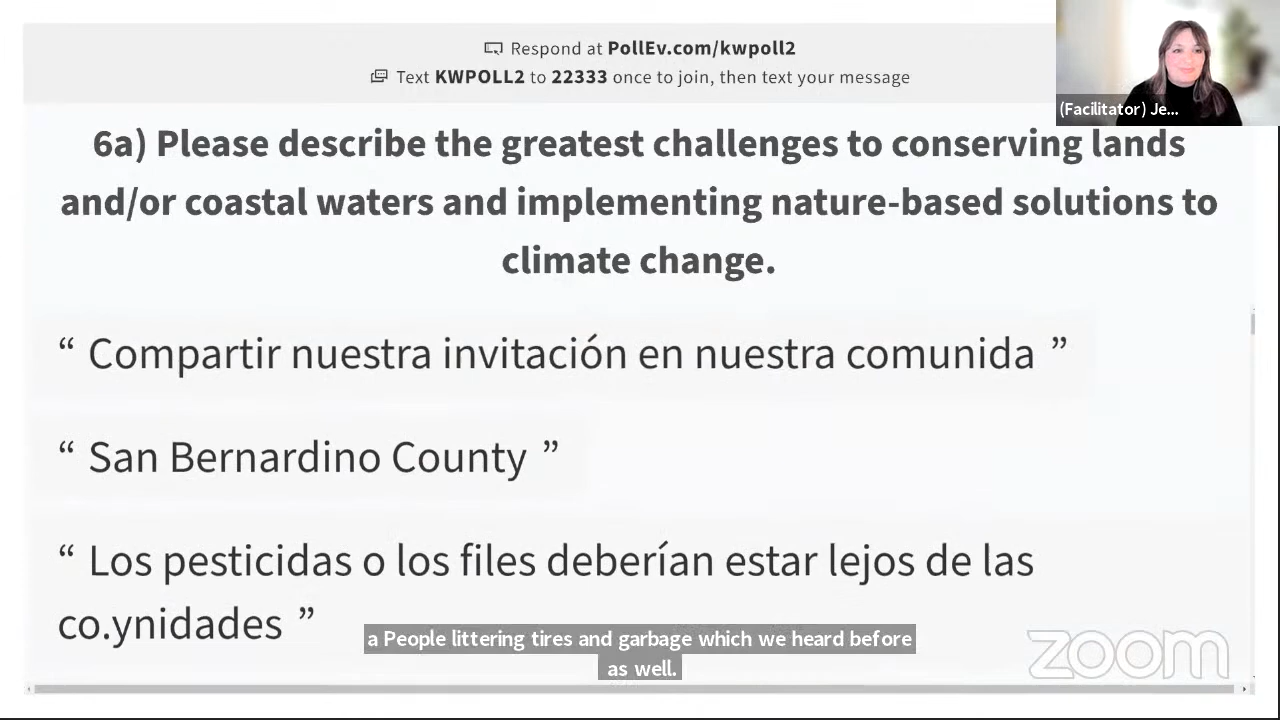 Respond at PollEv.com/kwpoll2
Text KWPOLL2 to 22333 once to join, then text your message
(Facilitator) Je...
6a) Please describe the greatest challenges to conserving lands
and/or coastal waters and implementing nature-based solutions to
climate change.
“ Compartir nuestra invitación en nuestra comunida ”
“ San Bernardino County ”
“ Los pesticidas o los files deberían estar lejos de las
co.ynidades ”
a People littering tires and garbage which we heard before
as well.
zoom